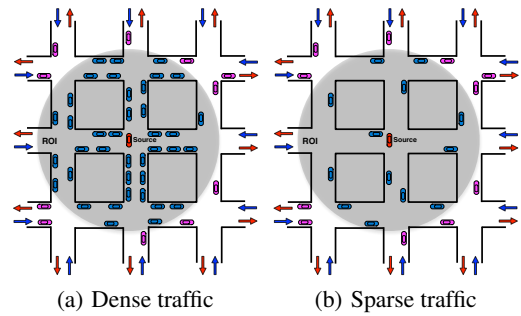 ROI
Source
ROI
Source
(a) Dense traffic
(b) Sparse traffic